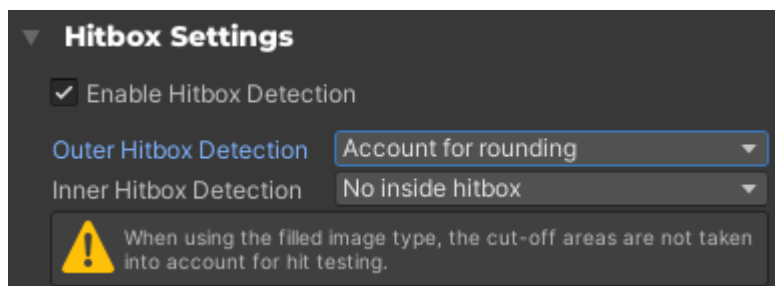 Hitbox Settings
Enable Hitbox Detection
Outer Hitbox Detection Account for rounding
Inner Hitbox Detection No inside hitbox
When using the filled image type, the cut-off areas are not taken
into account for hit testing.